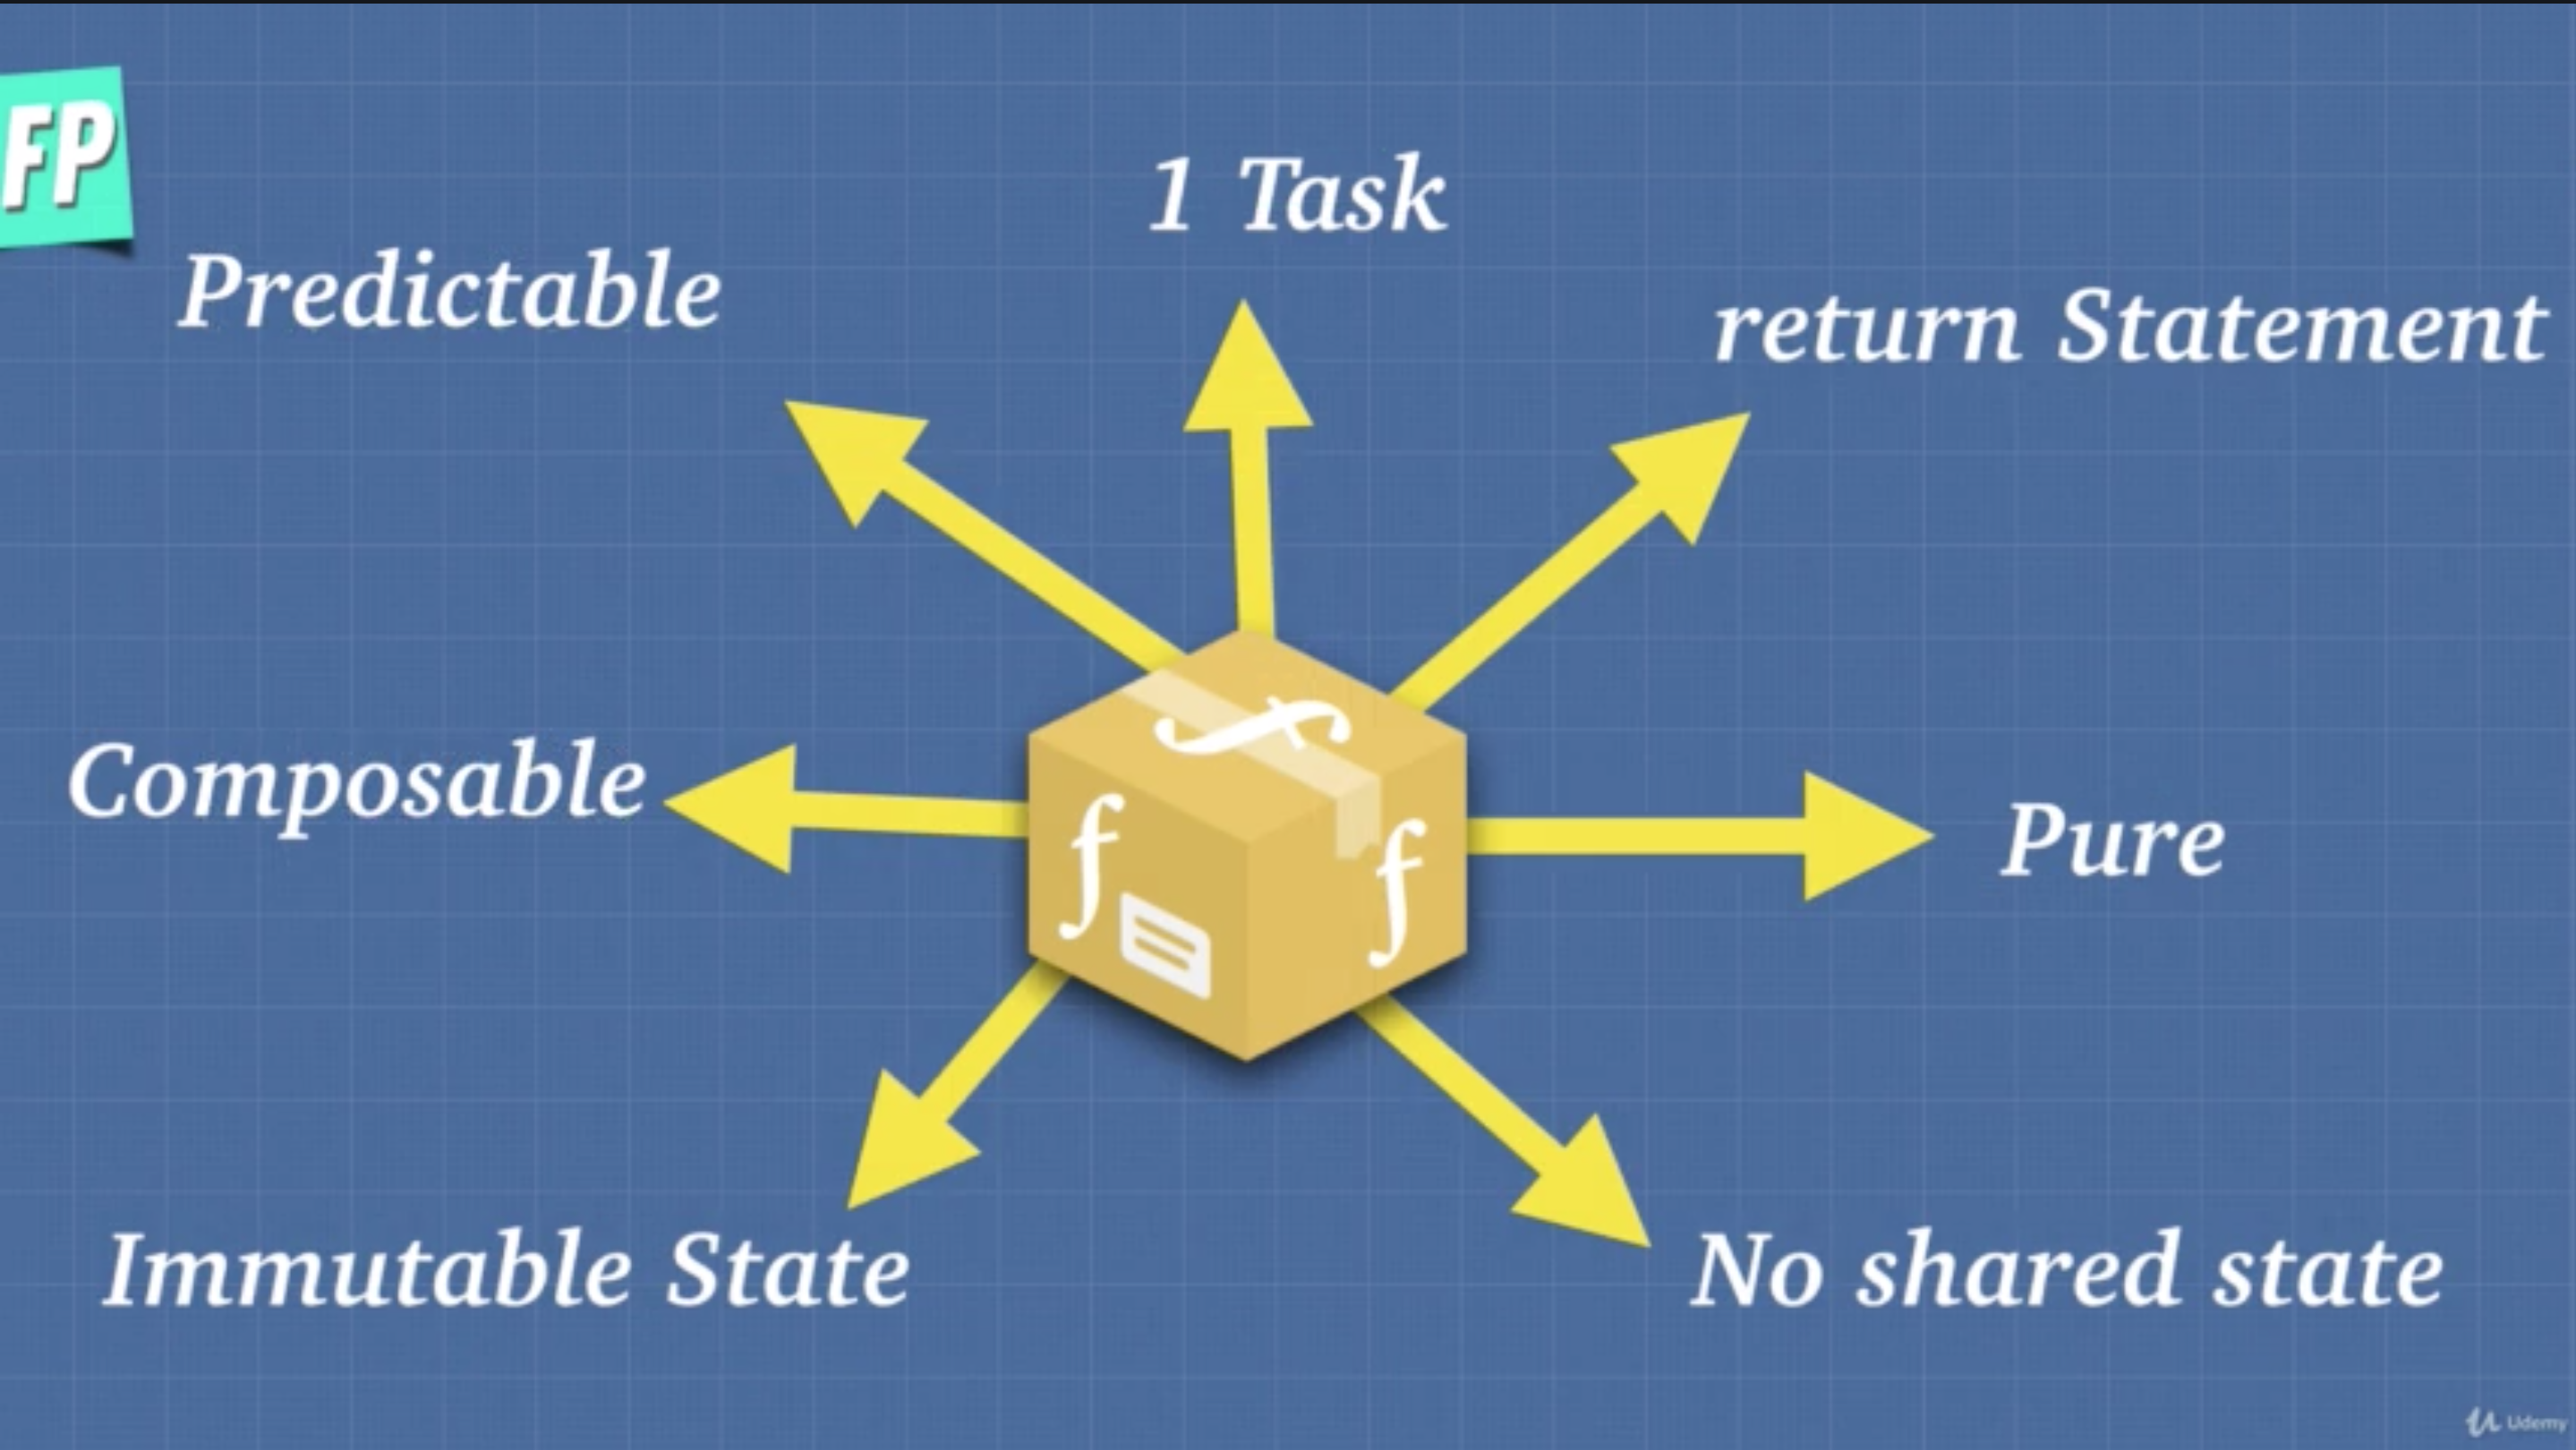 FP
1 Task
Predictable
return Statement
Composable
Pure
f
f
f
Immutable State
No shared state
Udemy